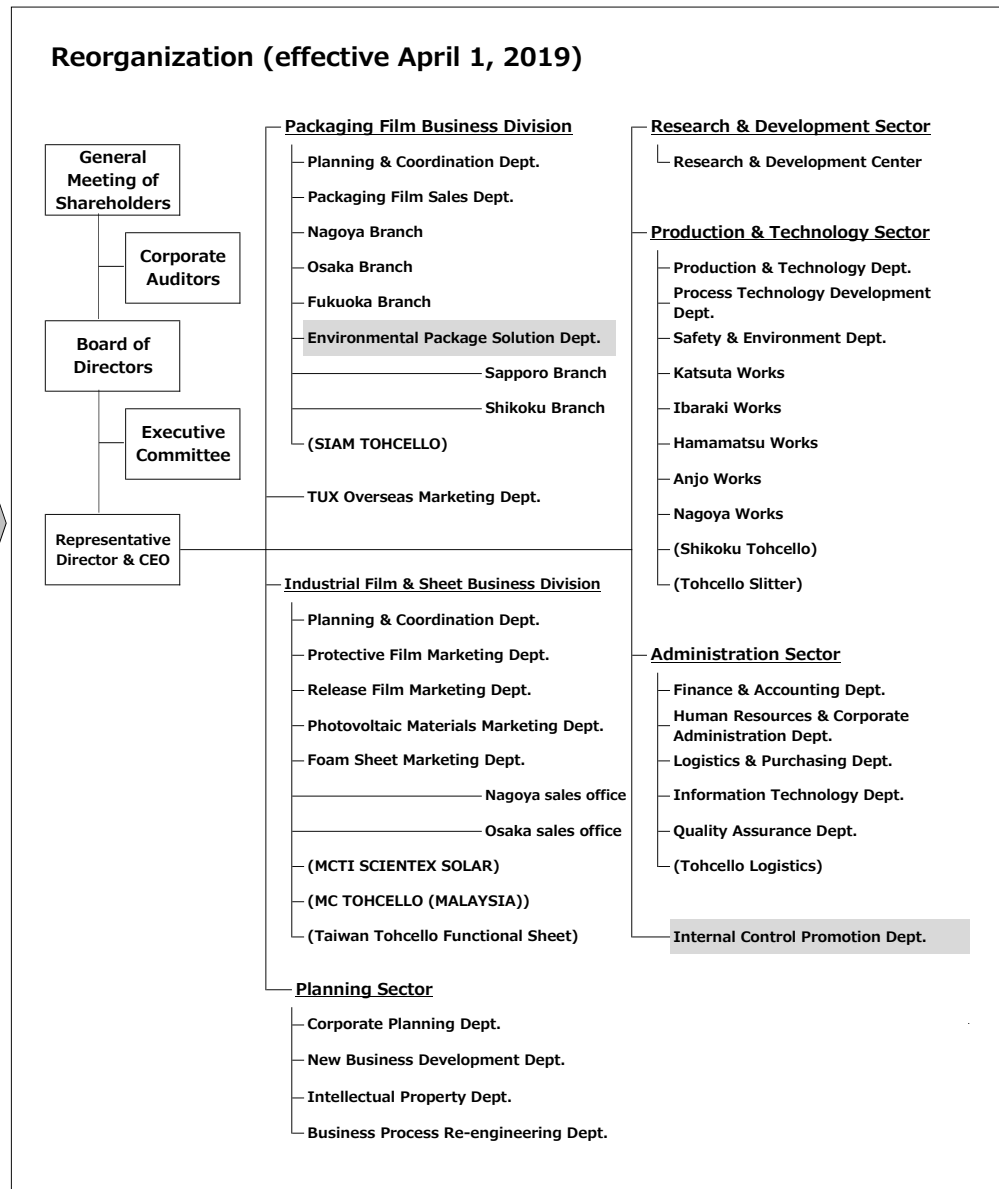 Reorganization (effective April 1, 2019)
General
Meeting of
Shareholders
Corporate
Auditors
Board of
Directors
Executive
Committee
Representative
Director & CEO
Packaging Film Business Division
Planning & Coordination Dept.
Packaging Film Sales Dept.
Nagoya Branch
Osaka Branch
Fukuoka Branch
Environmental Package Solution Dept.
Sapporo Branch
Shikoku Branch
(SIAM TOHCELLO)
TUX Overseas Marketing Dept.
Industrial Film & Sheet Business Division
Planning & Coordination Dept.
Protective Film Marketing Dept.
Release Film Marketing Dept.
Photovoltaic Materials Marketing Dept.
Foam Sheet Marketing Dept.
Nagoya sales office
Osaka sales office
(MCTI SCIENTEX SOLAR)
(MC TOHCELLO (MALAYSIA))
(Taiwan Tohcello Functional Sheet)
Planning Sector
Corporate Planning Dept.
New Business Development Dept.
Intellectual Property Dept.
Business Process Re-engineering Dept.
Research & Development Sector
Research & Development Center
Production & Technology Sector
Production & Technology Dept.
Process Technology Development
Dept.
Safety & Environment Dept.
Katsuta Works
Ibaraki Works
Hamamatsu Works
Anjo Works
Nagoya Works
(Shikoku Tohcello)
(Tohcello Slitter)
Administration Sector
Finance & Accounting Dept.
Human Resources & Corporate
Administration Dept.
Logistics & Purchasing Dept.
Information Technology Dept.
Quality Assurance Dept.
(Tohcello Logistics)
Internal Control Promotion Dept.